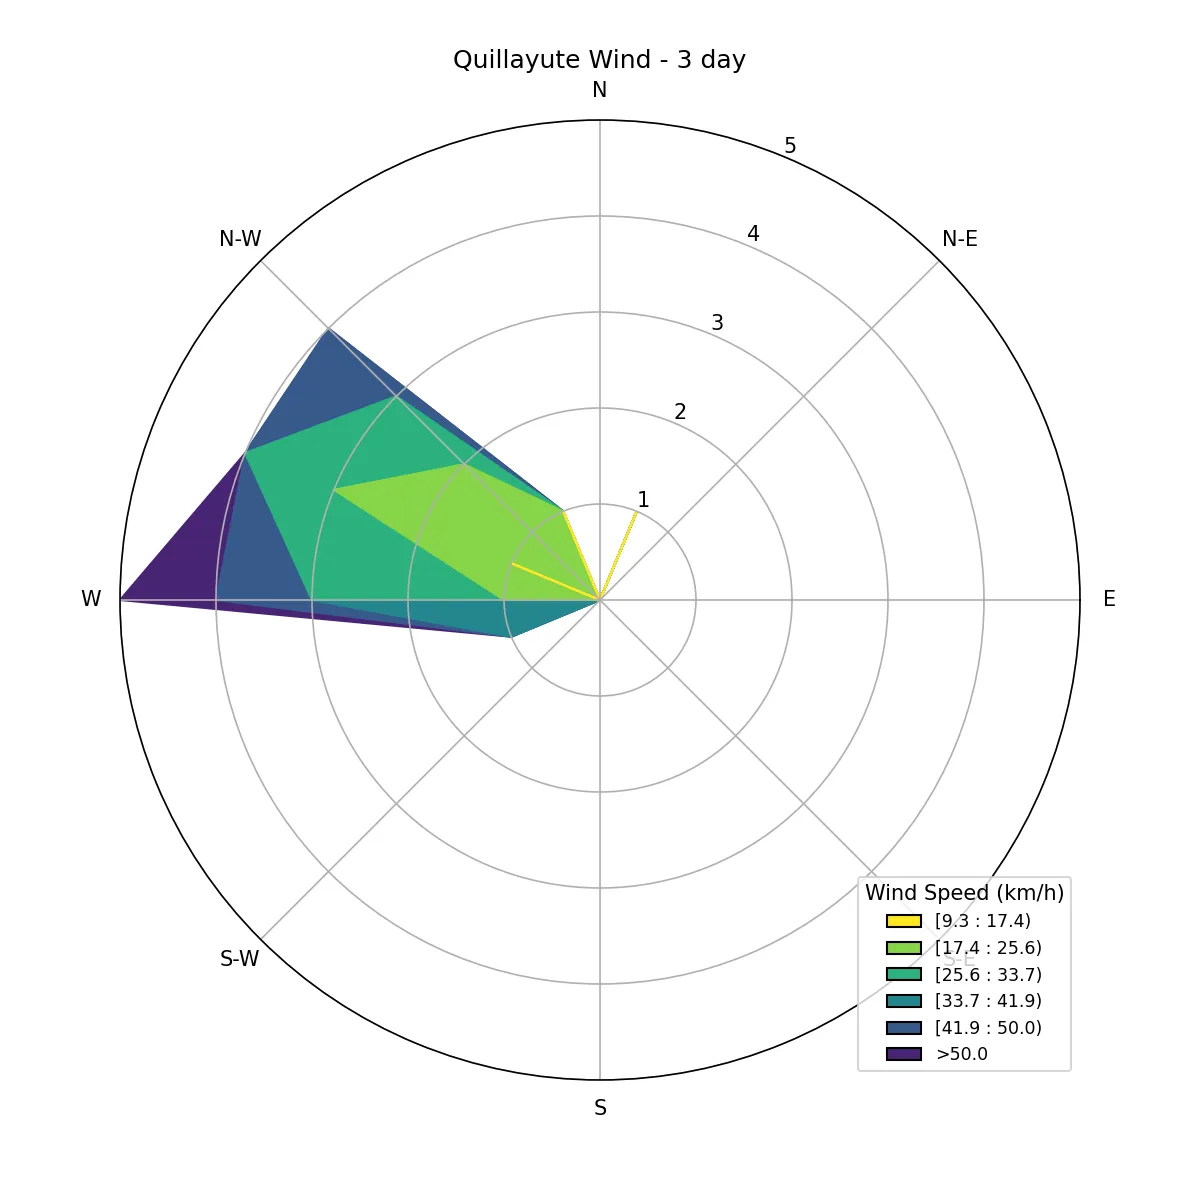 Quillayute Wind - 3 day
N
5
N-W
N-E
4
3
2
1
W
E
Wind Speed (km/h)
[9.3 : 17.4)
[17.4 : 25.6)
[25.6 : 33.7)
[33.7 : 41.9)
[41.9 : 50.0)
>50.0
S-W
S-E
S